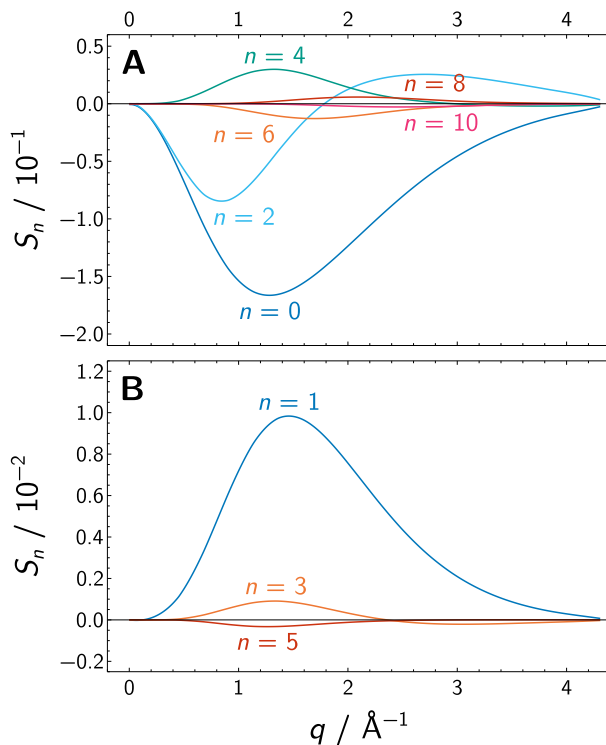 0 1 2 3 4
A
0.5
0.0
−0.5
−1.0
−1.5
−2.0
S_n / 10⁻¹
n = 4
n = 8
n = 6
n = 10
n = 2
n = 0
B
1.2
1.0
0.8
0.6
0.4
0.2
0.0
−0.2
S_n / 10⁻²
n = 1
n = 3
n = 5
0 1 2 3 4
q / Å⁻¹